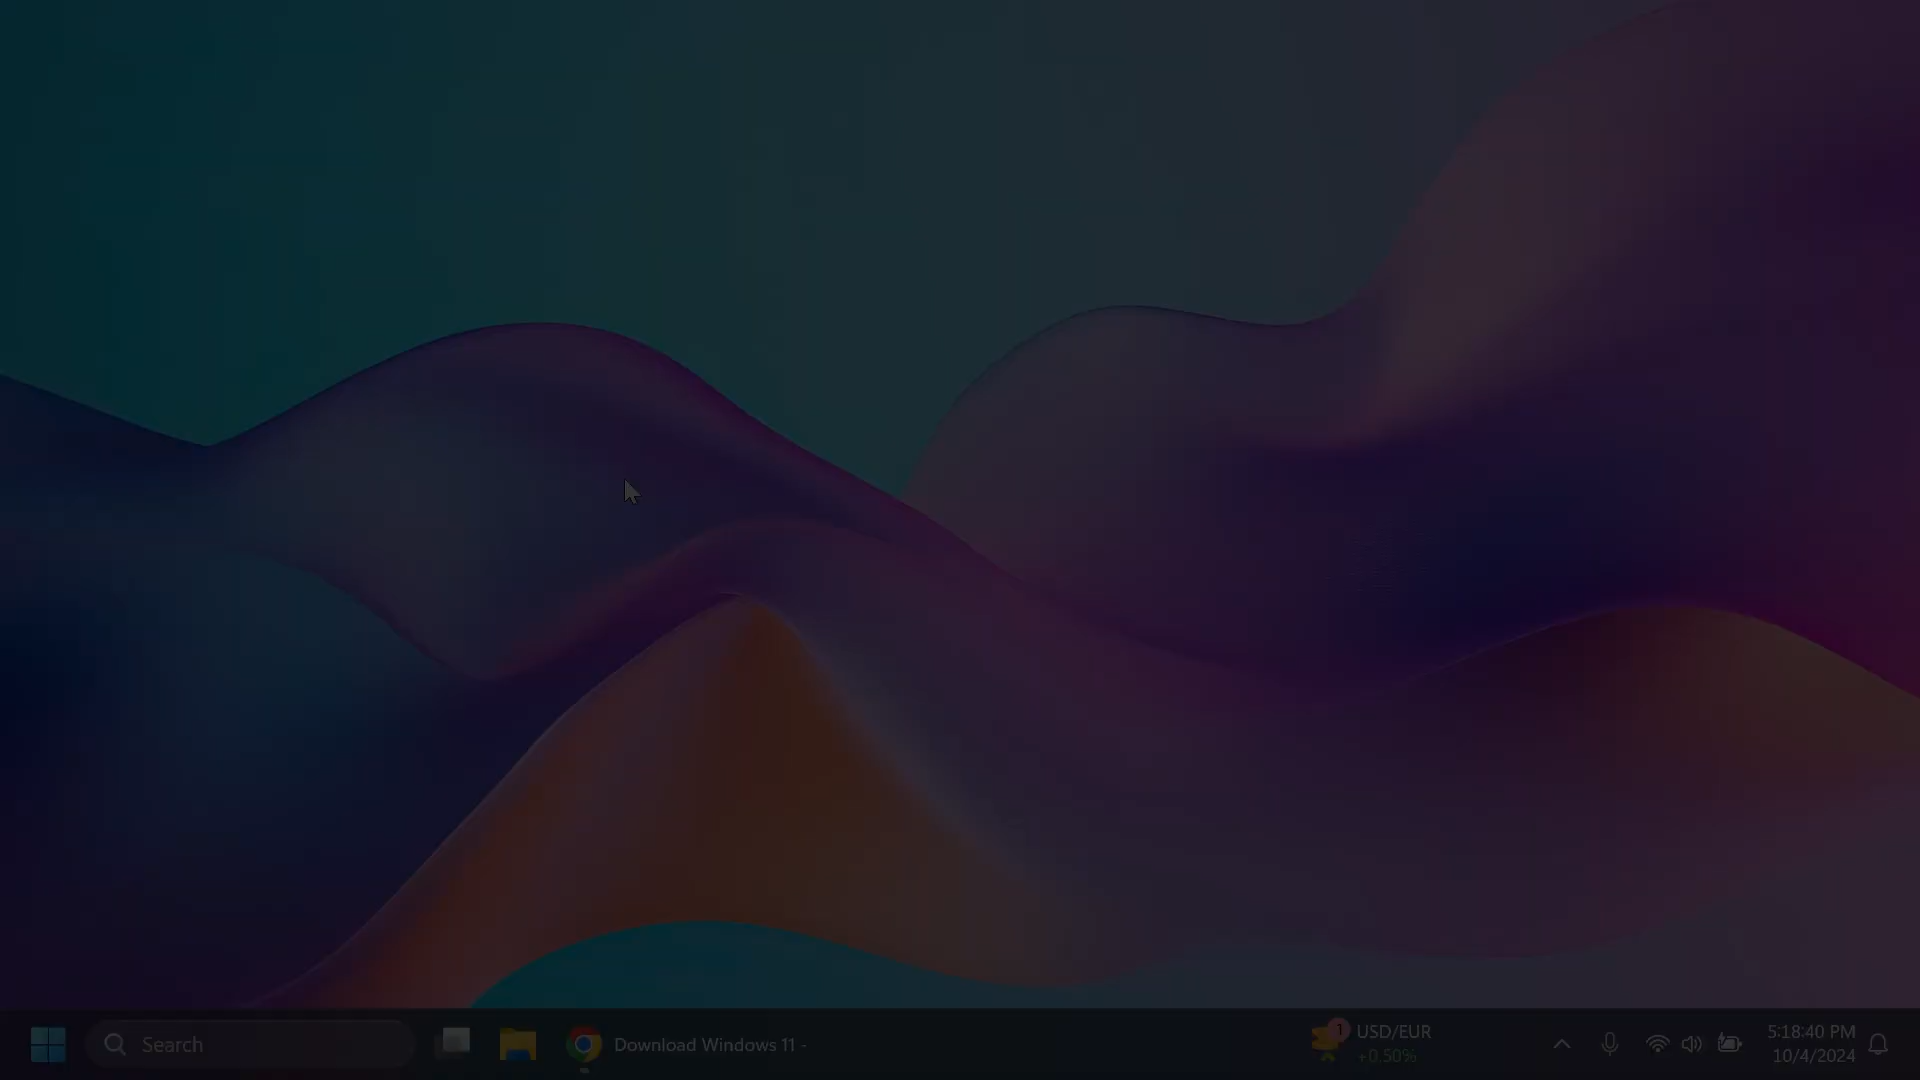 Search
Download Windows 11 -
1
USD/EUR
+0.50%
5:18:40 PM
10/4/2024